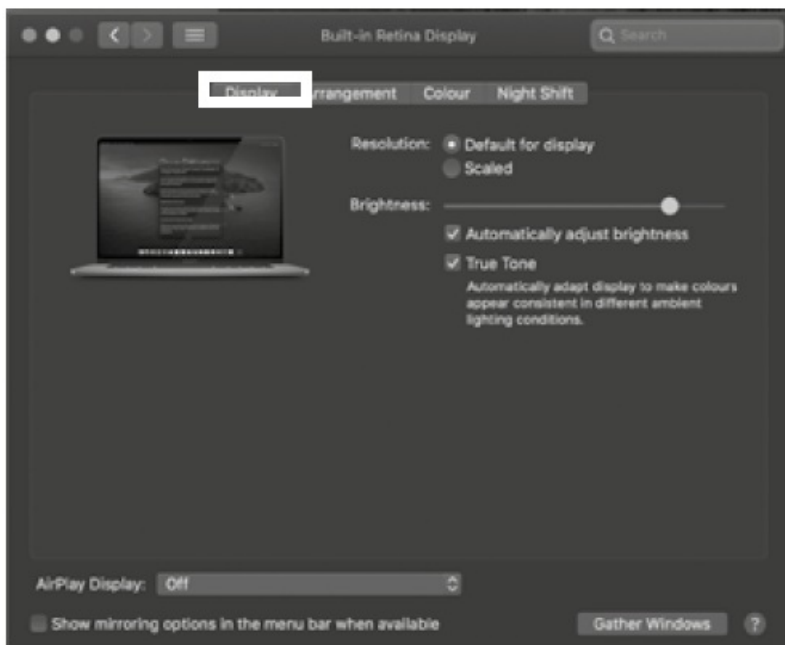 Built-in Retina Display
Search
Display
rrangement
Colour
Night Shift
Resolution:
Default for display
Scaled
Brightness:
Automatically adjust brightness
True Tone
Automatically adapt display to make colours
appear consistent in different ambient
lighting conditions.
AirPlay Display:
Off
Show mirroring options in the menu bar when available
Gather Windows
?